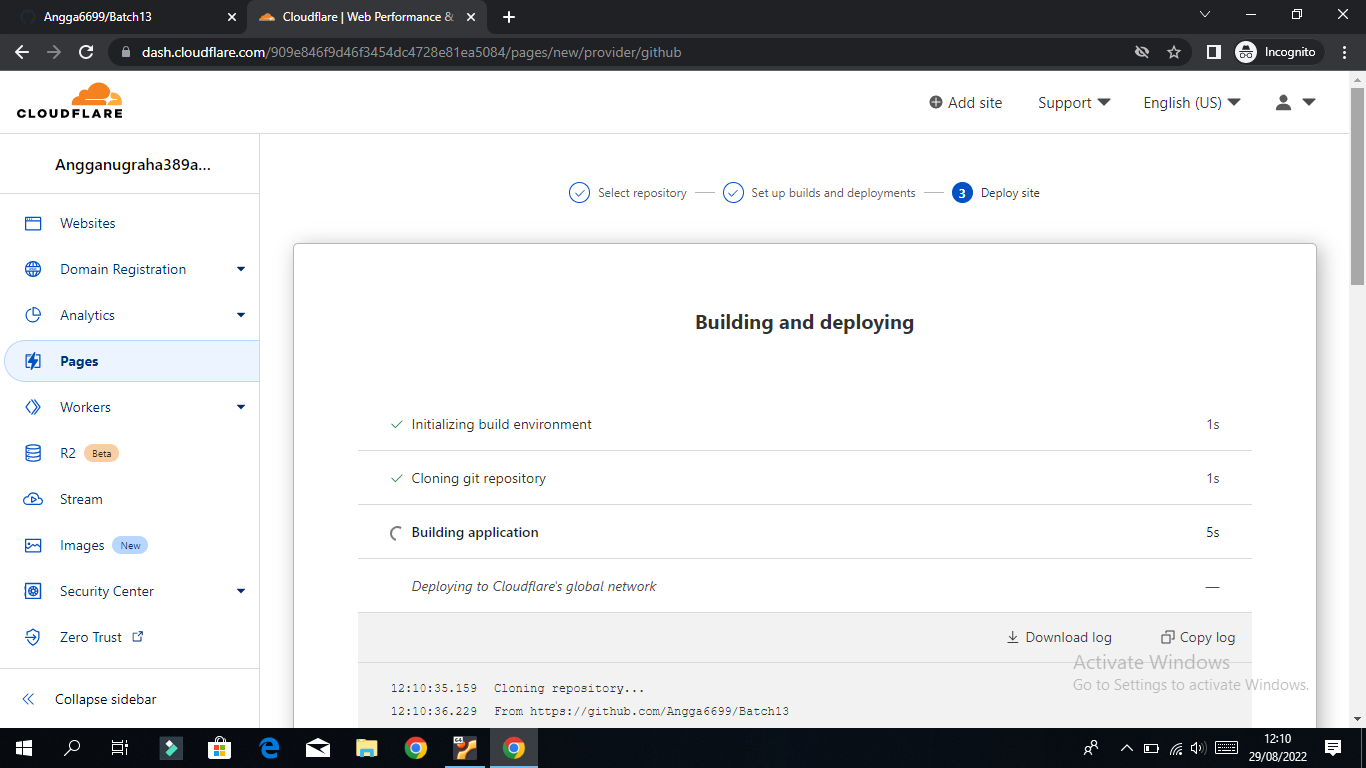 Angga6699/Batch13
Cloudflare | Web Performance &
dash.cloudflare.com/909e846f9d46f3454dc4728e81ea5084/pages/new/provider/github
Incognito
CLOUDFLARE
Add site
Support
English (US)
Angganugraha389a...
Websites
Domain Registration
Analytics
Pages
Workers
R2 Beta
Stream
Images New
Security Center
Zero Trust
Collapse sidebar
Select repository
Set up builds and deployments
3 Deploy site
Building and deploying
Initializing build environment 1s
Cloning git repository 1s
Building application 5s
Deploying to Cloudflare's global network —
Download log Copy log
12:10:35.159 Cloning repository...
12:10:36.229 From https://github.com/Angga6699/Batch13
Activate Windows
Go to Settings to activate Windows.
64
12:10
29/08/2022